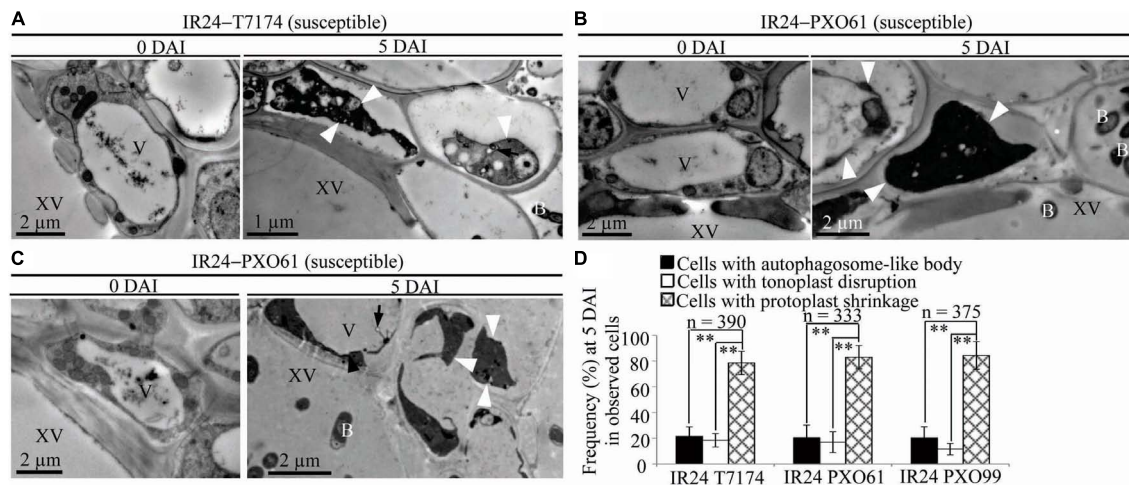 A
IR24−T7174 (susceptible)
0 DAI
5 DAI
V
XV
2 µm
XV
B
1 µm
B
IR24−PXO61 (susceptible)
0 DAI
5 DAI
V
V
XV
2 µm
B
B
B
XV
2 µm
C
IR24−PXO61 (susceptible)
0 DAI
5 DAI
V
XV
2 µm
V
XV
B
2 µm
D
Cells with autophagosome-like body
Cells with tonoplast disruption
Cells with protoplast shrinkage
n = 390
n = 333
n = 375
** **
** **
** **
Frequency (%) at 5 DAI
in observed cells
100
80
60
40
20
0
IR24 T7174
IR24 PXO61
IR24 PXO99